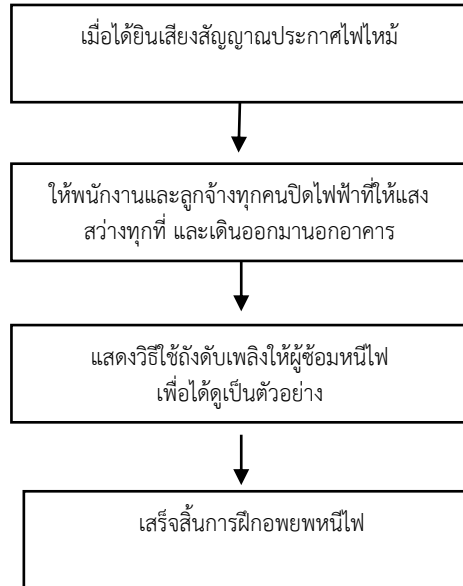 เมื่อได้ยินเสียงสัญญาณประกาศไฟไหม้
ให้พนักงานและลูกจ้างทุกคนปิดไฟฟ้าที่ให้แสง
สว่างทุกที่ และเดินออกมานอกอาคาร
แสดงวิธีใช้ถังดับเพลิงให้ผู้ซ้อมหนีไฟ
เพื่อได้ดูเป็นตัวอย่าง
เสร็จสิ้นการฝึกอพยพหนีไฟ